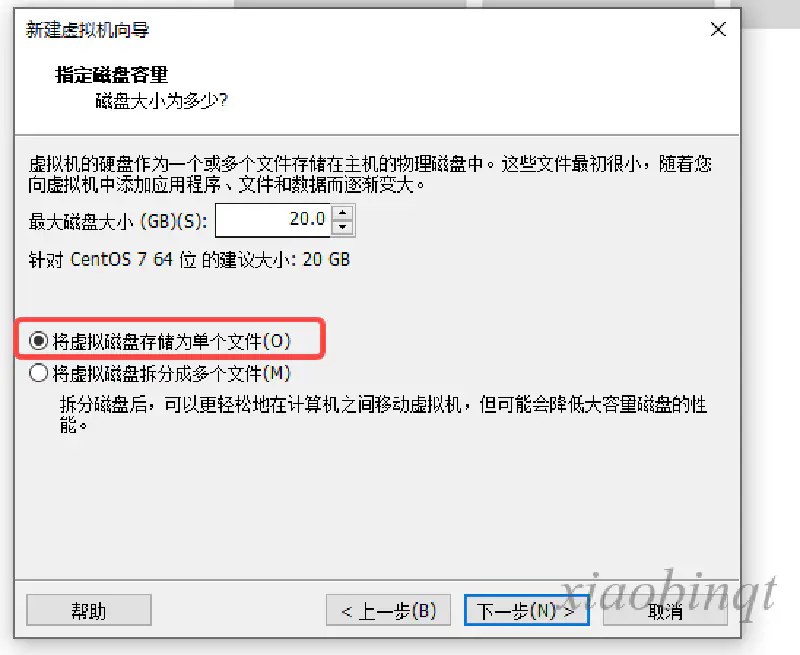 新建虚拟机向导
指定磁盘容量
磁盘大小为多少?
虚拟机的硬盘作为一个或多个文件存储在主机的物理磁盘中。这些文件最初很小，随着您
向虚拟机中添加应用程序、文件和数据而逐渐变大。
最大磁盘大小 (GB)(S): 20.0
针对 CentOS 7 64 位 的建议大小: 20 GB
将虚拟磁盘存储为单个文件(O)
将虚拟磁盘拆分成多个文件(M)
拆分磁盘后，可以更轻松地在计算机之间移动虚拟机，但可能会降低大容量磁盘的性
能。
帮助 < 上一步(B) 下一步(N) > 取消
xiaobinqt